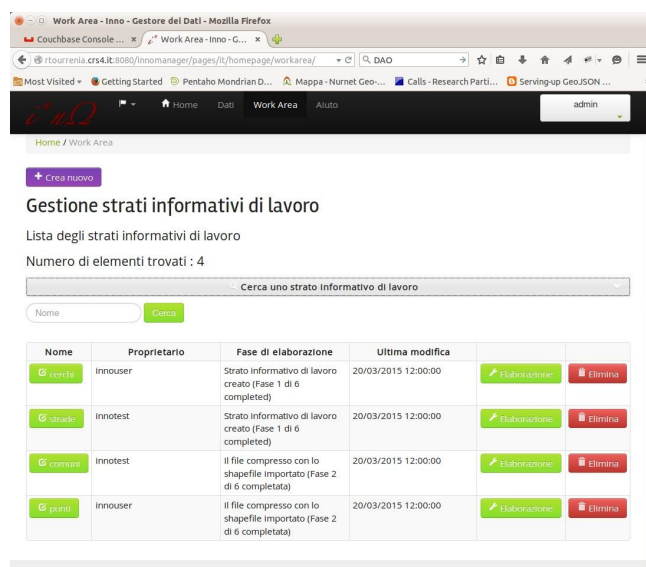 Work Area - Inno - Gestore dei Dati - Mozilla Firefox
Couchbase Console ... × Work Area - Inno - G... ×
rtourrenia.crs4.it:8080/innomanager/pages/it/homepage/workarea/ DAO
Most Visited Getting Started Pentaho Mondrian D... Mappa - Nurnet Geo-... Calls - Research Parti... Serving-up GeoJSON ...
Home Dati Work Area Aiuto admin
Home / Work Area
+ Crea nuovo
Gestione strati informativi di lavoro
Lista degli strati informativi di lavoro
Numero di elementi trovati : 4
Cerca uno strato informativo di lavoro
Nome Cerca
Nome Proprietario Fase di elaborazione Ultima modifica
cerchi innouser Strato informativo di lavoro 20/03/2015 12:00:00 Elaborazione Elimina
creato (Fase 1 di 6
completed)
strade innotest Strato informativo di lavoro 20/03/2015 12:00:00 Elaborazione Elimina
creato (Fase 1 di 6
completed)
comuni innotest Il file compresso con lo 20/03/2015 12:00:00 Elaborazione Elimina
shapefile importato (Fase 2
di 6 completata)
punti innouser Il file compresso con lo 20/03/2015 12:00:00 Elaborazione Elimina
shapefile importato (Fase 2
di 6 completata)